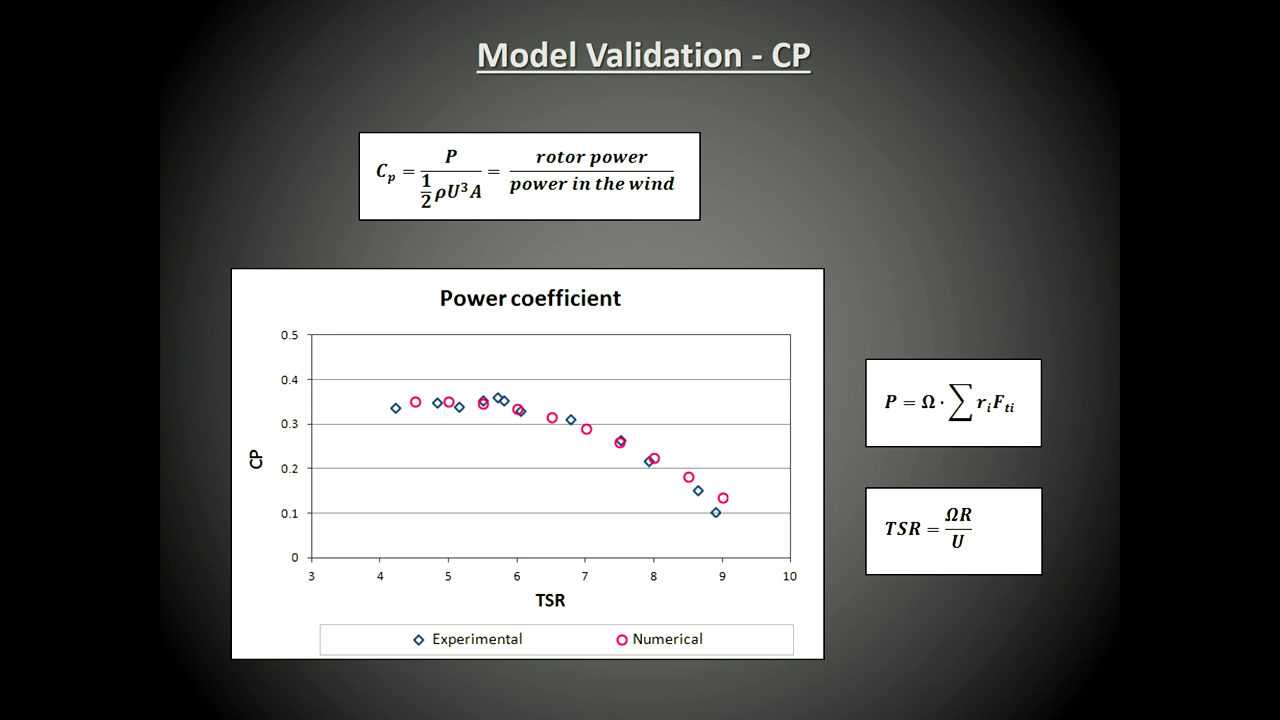 Model Validation - CP
C_p = P / (1/2 ρU³A) = rotor power / power in the wind
Power coefficient
0.5
0.4
0.3
0.2
0.1
0
CP
3 4 5 6 7 8 9 10
TSR
Experimental Numerical
P = Ω · ∑ r_i F_ti
TSR = ΩR / U